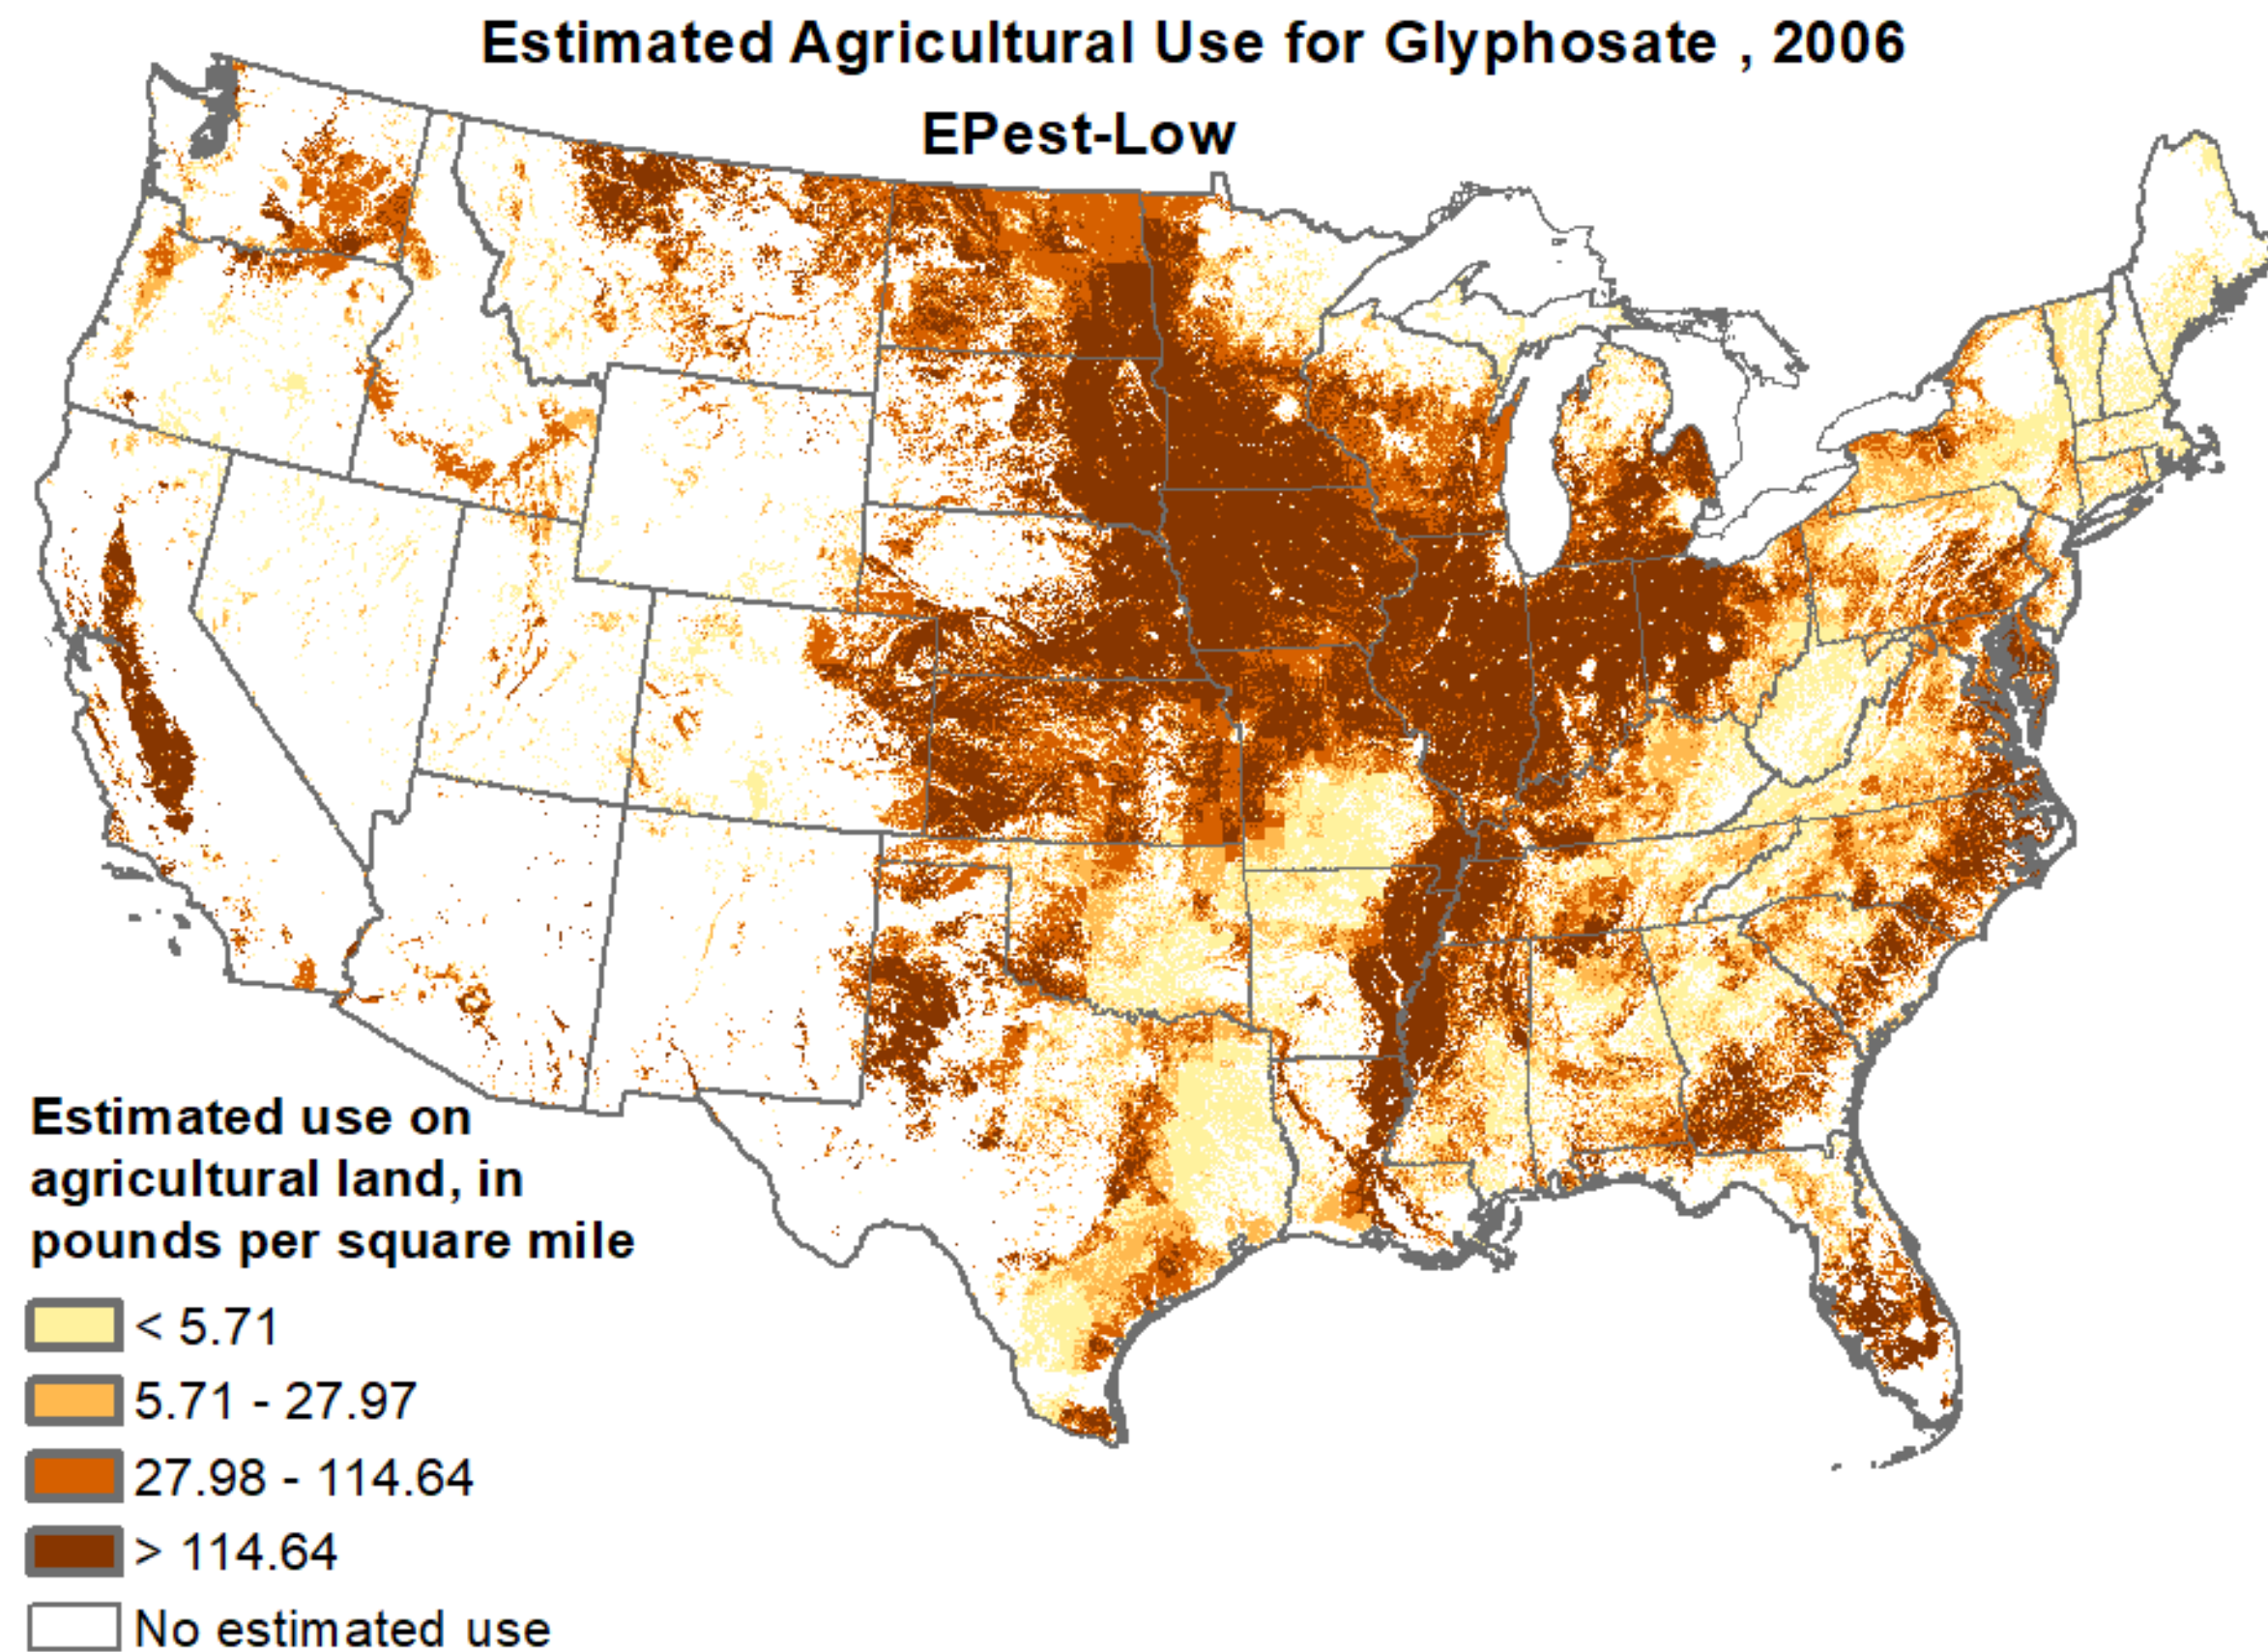 Estimated Agricultural Use for Glyphosate , 2006
EPest-Low
Estimated use on
agricultural land, in
pounds per square mile
< 5.71
5.71 - 27.97
27.98 - 114.64
> 114.64
No estimated use